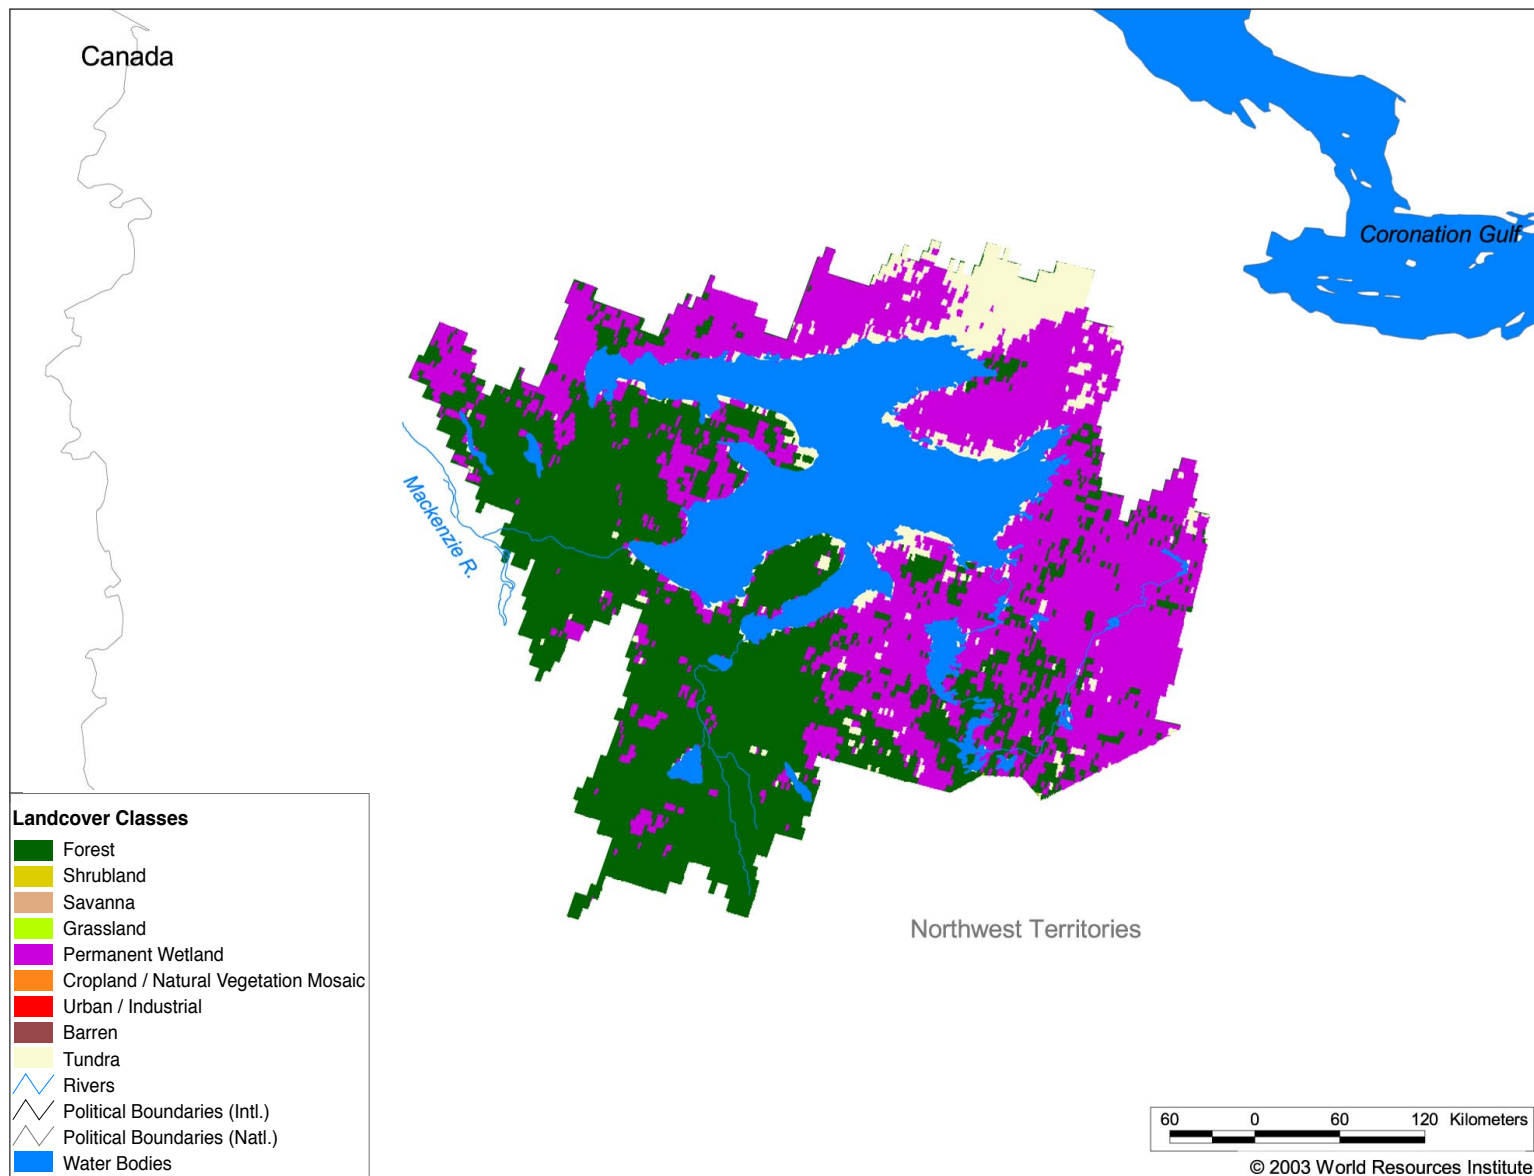 Canada
Coronation Gulf
Mackenzie R.
Northwest Territories
Landcover Classes
Forest
Shrubland
Savanna
Grassland
Permanent Wetland
Cropland / Natural Vegetation Mosaic
Urban / Industrial
Barren
Tundra
Rivers
Political Boundaries (Intl.)
Political Boundaries (Natl.)
Water Bodies
60 0 60 120 Kilometers
© 2003 World Resources Institute